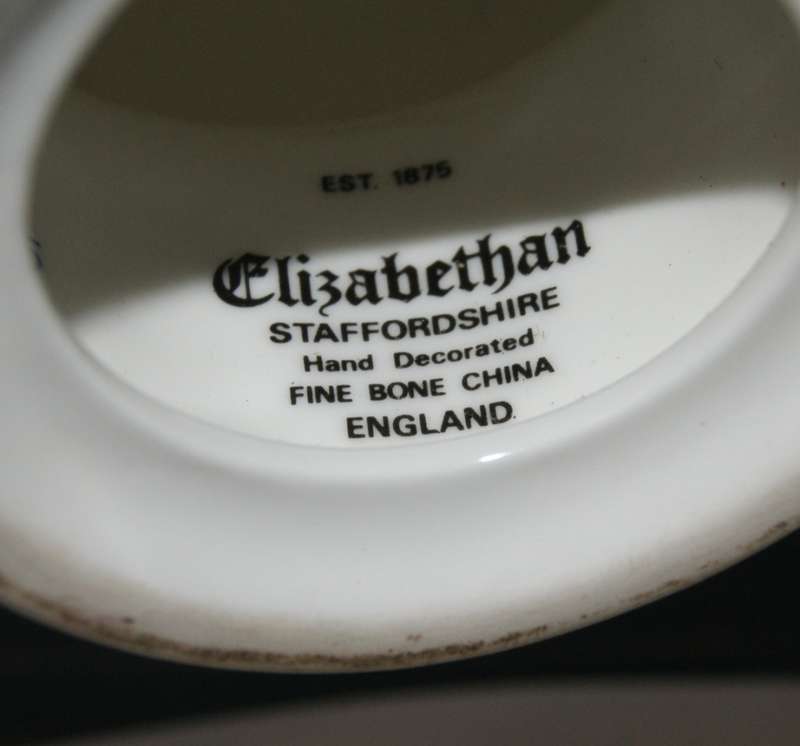 EST. 1875
Elizabethan
STAFFORDSHIRE
Hand Decorated
FINE BONE CHINA
ENGLAND